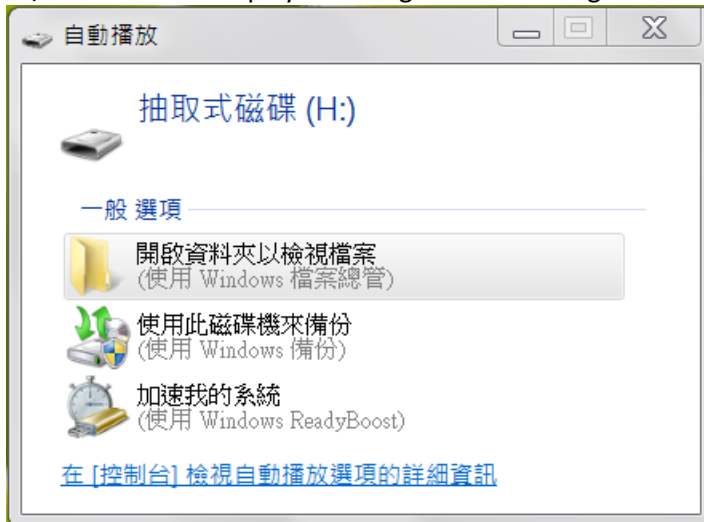 自動播放
抽取式磁碟 (H:)
一般 選項
開啟資料夾以檢視檔案
(使用 Windows 檔案總管)
使用此磁碟機來備份
(使用 Windows 備份)
加速我的系統
(使用 Windows ReadyBoost)
在 [控制台] 檢視自動播放選項的詳細資訊